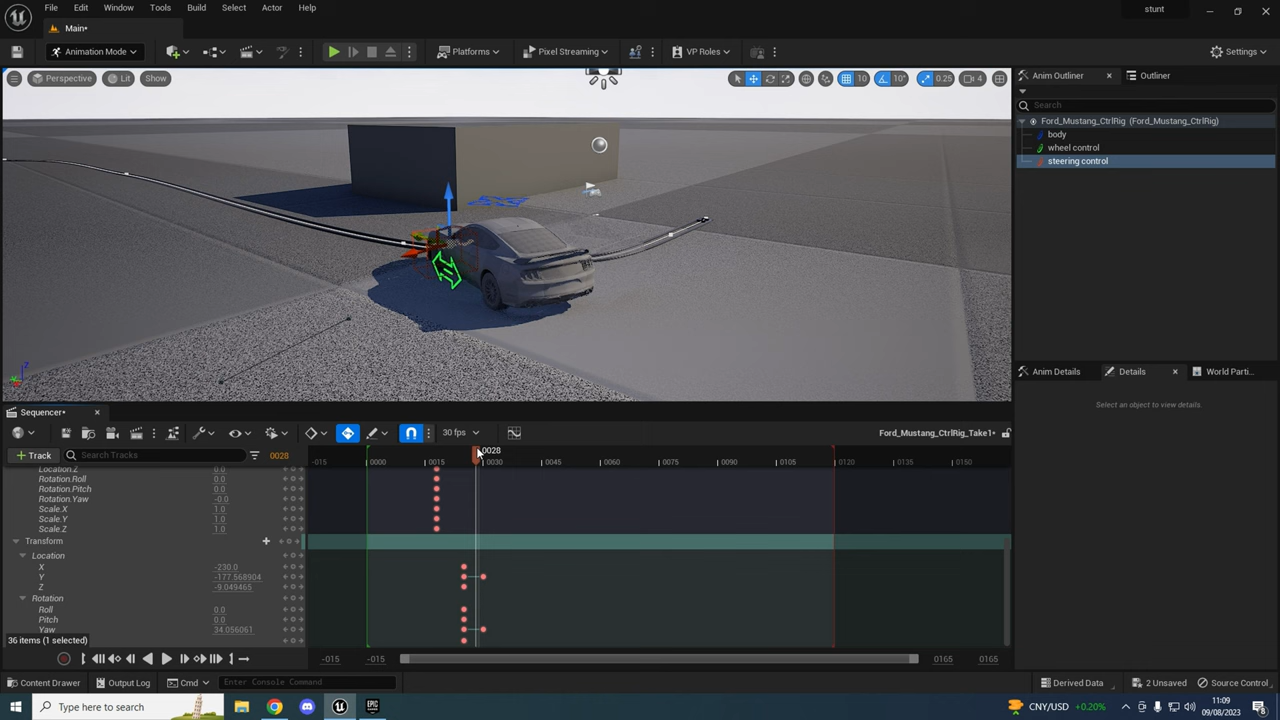 File Edit Window Tools Build Select Actor Help
stunt
Main*
Animation Mode
Platforms
Pixel Streaming
VP Roles
Settings
Perspective Lit Show
10 10° 0.25 4
Anim Outliner Outliner
Search
Ford_Mustang_CtrlRig (Ford_Mustang_CtrlRig)
body
wheel control
steering control
Anim Details Details World Parti...
Select an object to view details.
Sequencer*
30 fps
Ford_Mustang_CtrlRig_Take1*
Track Search Tracks 0028
0028
-015 0000 0015 0030 0045 0060 0075 0090 0105 0120 0135 0150
Location.Z 0.0
Rotation.Roll 0.0
Rotation.Pitch 0.0
Rotation.Yaw -0.0
Scale.X 1.0
Scale.Y 1.0
Scale.Z 1.0
Transform
Location
X -230.0
Y -177.568904
Z -9.049465
Rotation
Roll 0.0
Pitch 0.0
Yaw 34.056061
36 items (1 selected)
-015 -015 0165 0165
Content Drawer Output Log Cmd Enter Console Command Derived Data 2 Unsaved Source Control
Type here to search
CNY/USD +0.20%
11:09
09/08/2023